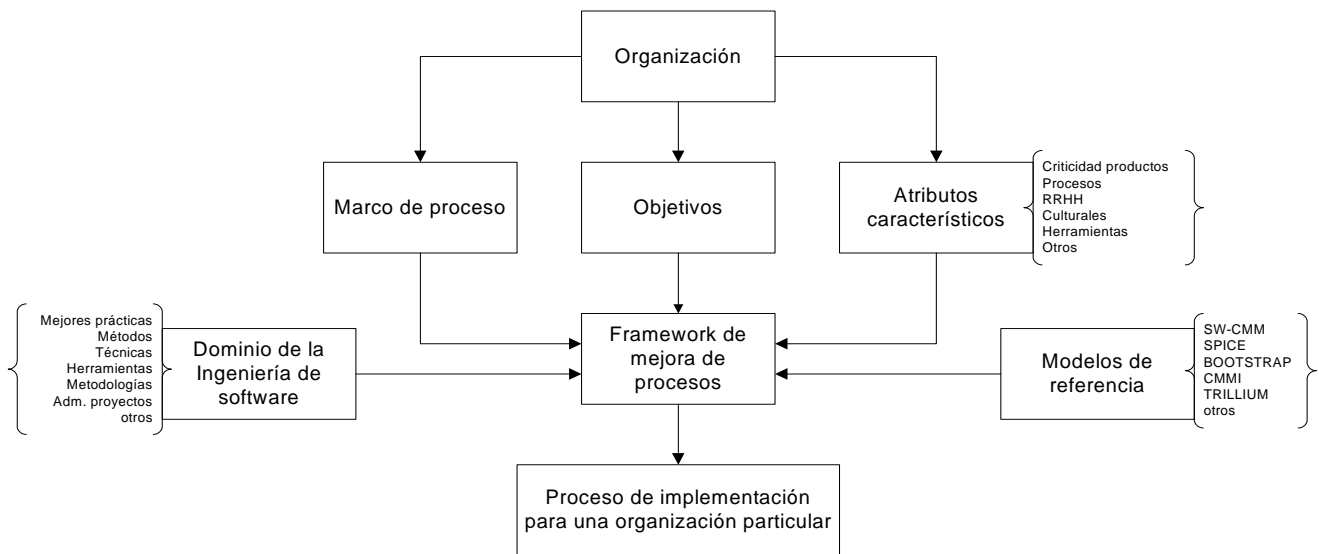 Organización
Marco de proceso
Objetivos
Atributos
característicos
Criticidad productos
Procesos
RRHH
Culturales
Herramientas
Otros
Mejores prácticas
Métodos
Técnicas
Herramientas
Metodologías
Adm. proyectos
otros
Dominio de la
Ingeniería de
software
Framework de
mejora de
procesos
Modelos de
referencia
SW-CMM
SPICE
BOOTSTRAP
CMMI
TRILLIUM
otros
Proceso de implementación
para una organización particular